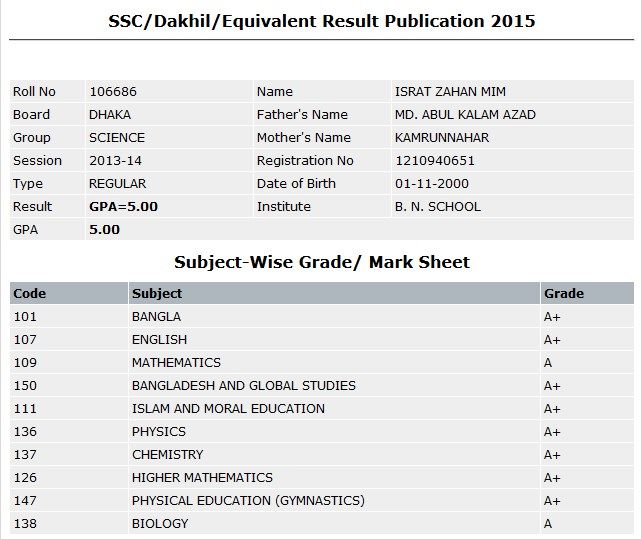 SSC/Dakhil/Equivalent Result Publication 2015
Roll No 106686 Name ISRAT ZAHAN MIM
Board DHAKA Father's Name MD. ABUL KALAM AZAD
Group SCIENCE Mother's Name KAMRUNNAHAR
Session 2013-14 Registration No 1210940651
Type REGULAR Date of Birth 01-11-2000
Result GPA=5.00 Institute B. N. SCHOOL
GPA 5.00
Subject-Wise Grade/ Mark Sheet
Code Subject Grade
101 BANGLA A+
107 ENGLISH A+
109 MATHEMATICS A
150 BANGLADESH AND GLOBAL STUDIES A+
111 ISLAM AND MORAL EDUCATION A+
136 PHYSICS A+
137 CHEMISTRY A+
126 HIGHER MATHEMATICS A+
147 PHYSICAL EDUCATION (GYMNASTICS) A+
138 BIOLOGY A